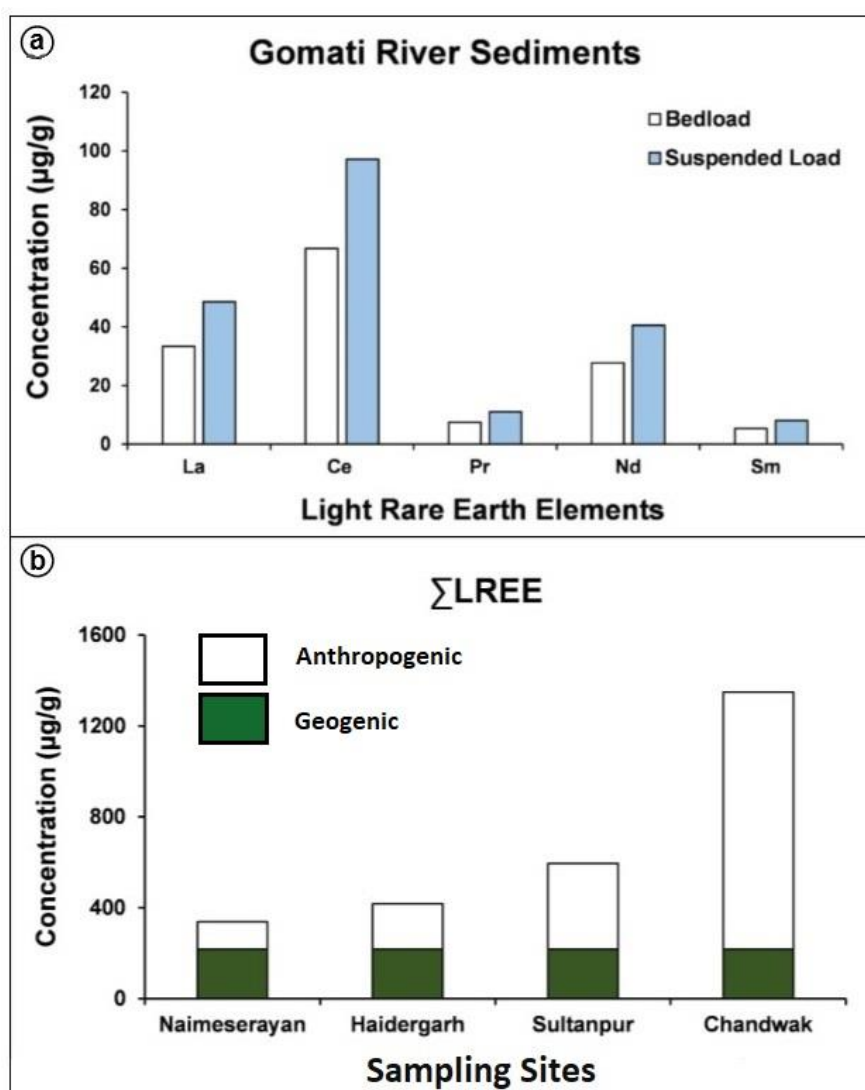 a
Gomati River Sediments
120
100
80
60
40
20
0
Concentration (µg/g)
Bedload
Suspended Load
La Ce Pr Nd Sm
Light Rare Earth Elements
b
∑LREE
1600
1200
800
400
0
Concentration (µg/g)
Anthropogenic
Geogenic
Naimeserayan Haidergarh Sultanpur Chandwak
Sampling Sites